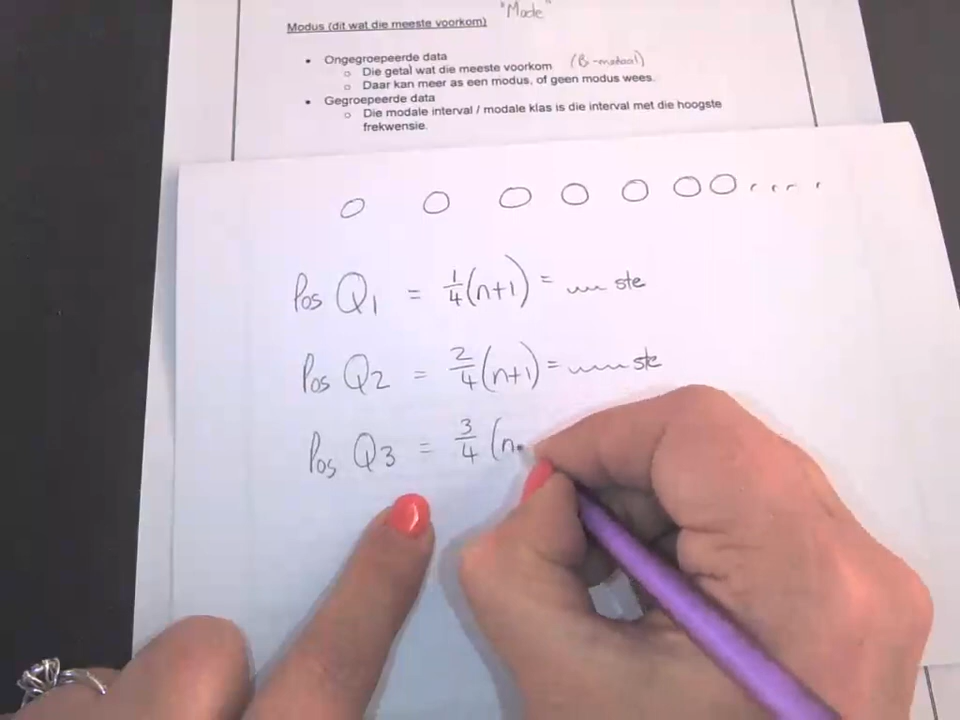 "Mode"
Modus (dit wat die meeste voorkom)
• Ongegroepeerde data
o Die getal wat die meeste voorkom (Bi-modaal)
o Daar kan meer as een modus, of geen modus wees.
• Gegroepeerde data
o Die modale interval / modale klas is die interval met die hoogste
frekwensie.
O O O O O O O ....
Pos Q1 = 1/4 (n+1) = ste
Pos Q2 = 2/4 (n+1) = ste
Pos Q3 = 3/4 (n